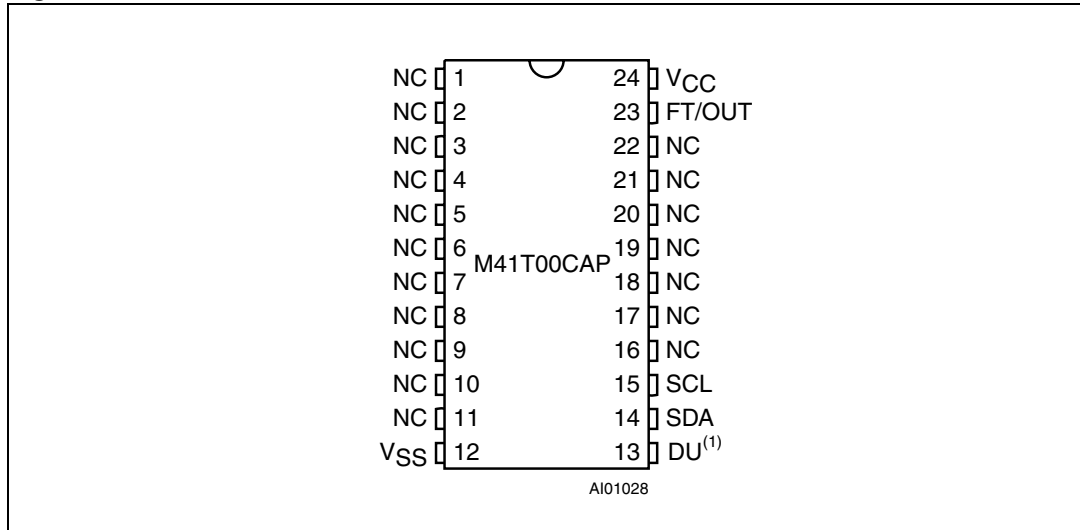 NC 1 24 VCC
NC 2 23 FT/OUT
NC 3 22 NC
NC 4 21 NC
NC 5 20 NC
NC 6 19 NC
M41T00CAP
NC 7 18 NC
NC 8 17 NC
NC 9 16 NC
NC 10 15 SCL
NC 11 14 SDA
VSS 12 13 DU(1)
AI01028